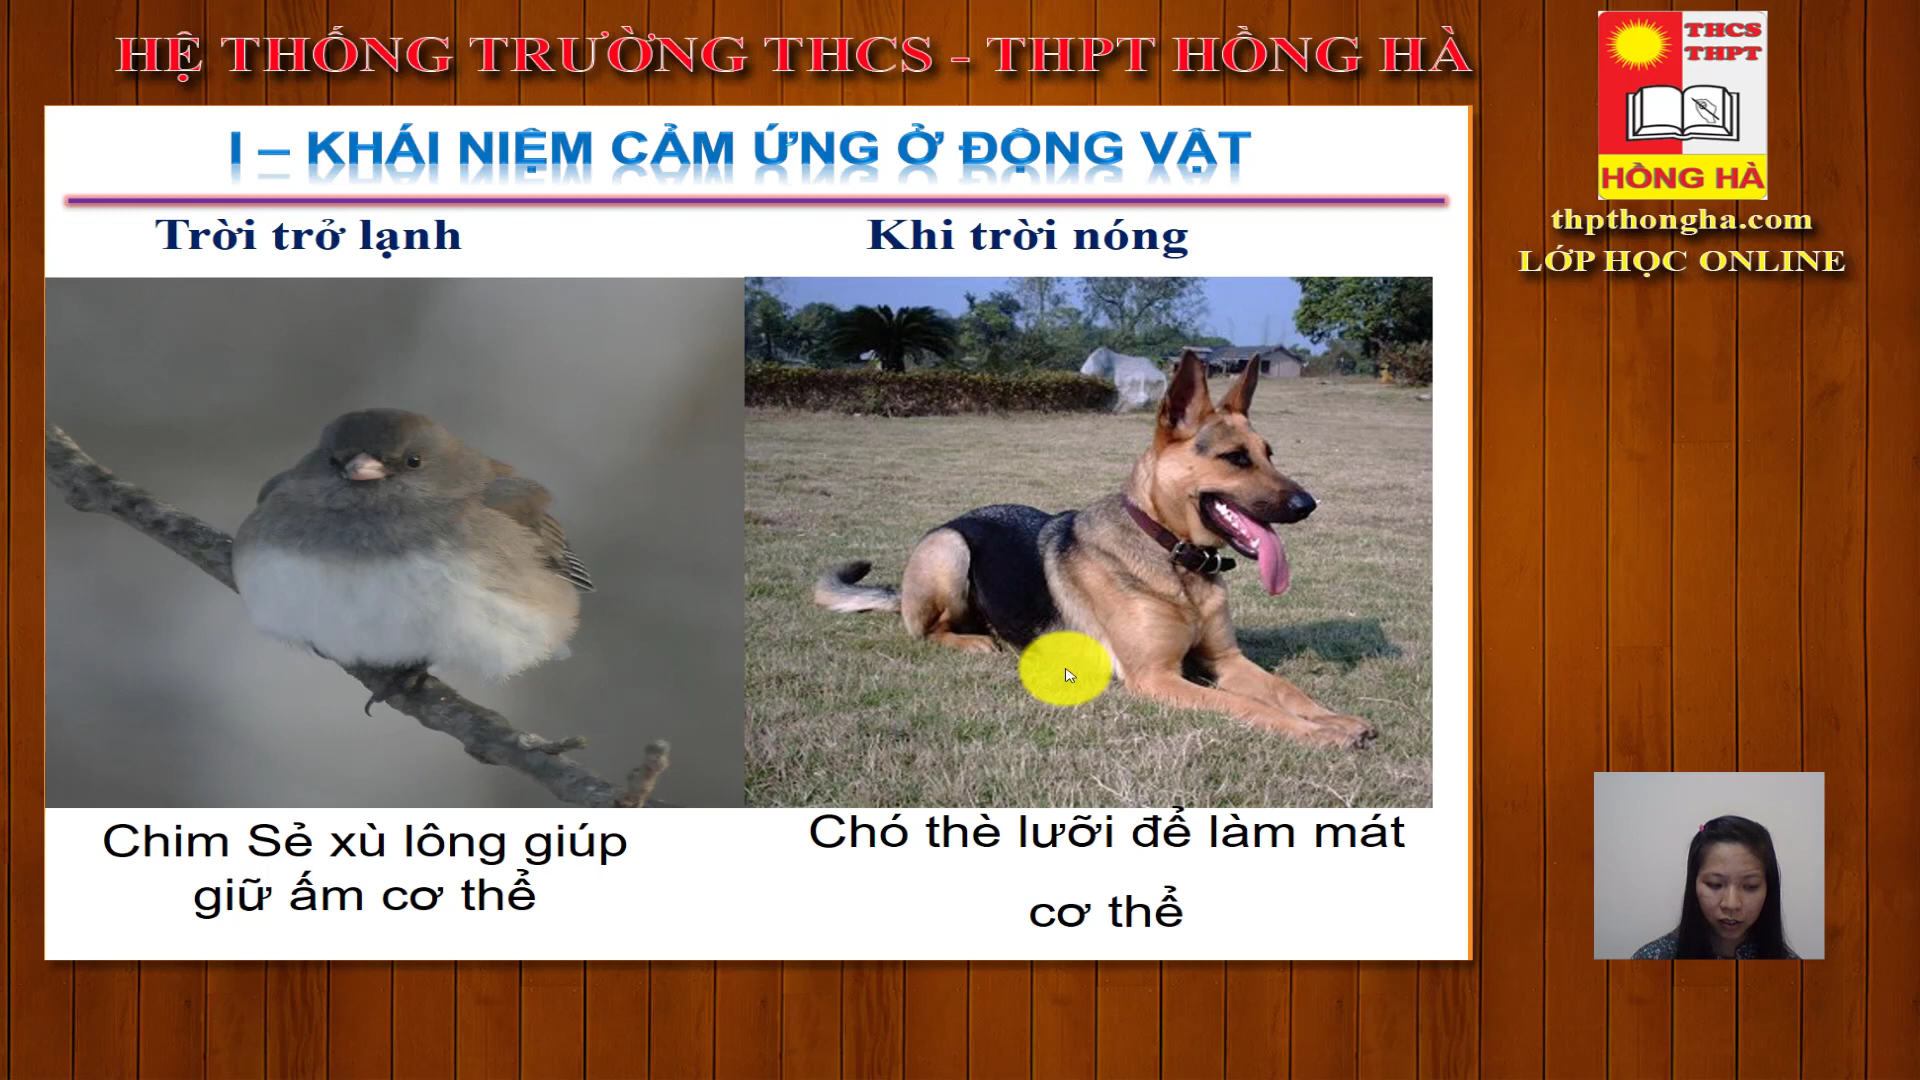 HỆ THỐNG TRƯỜNG THCS - THPT HỒNG HÀ
THCS
THPT
HỒNG HÀ
thpthongha.com
LỚP HỌC ONLINE
I – KHÁI NIỆM CẢM ỨNG Ở ĐỘNG VẬT
Trời trở lạnh
Khi trời nóng
Chim Sẻ xù lông giúp
giữ ấm cơ thể
Chó thè lưỡi để làm mát
cơ thể